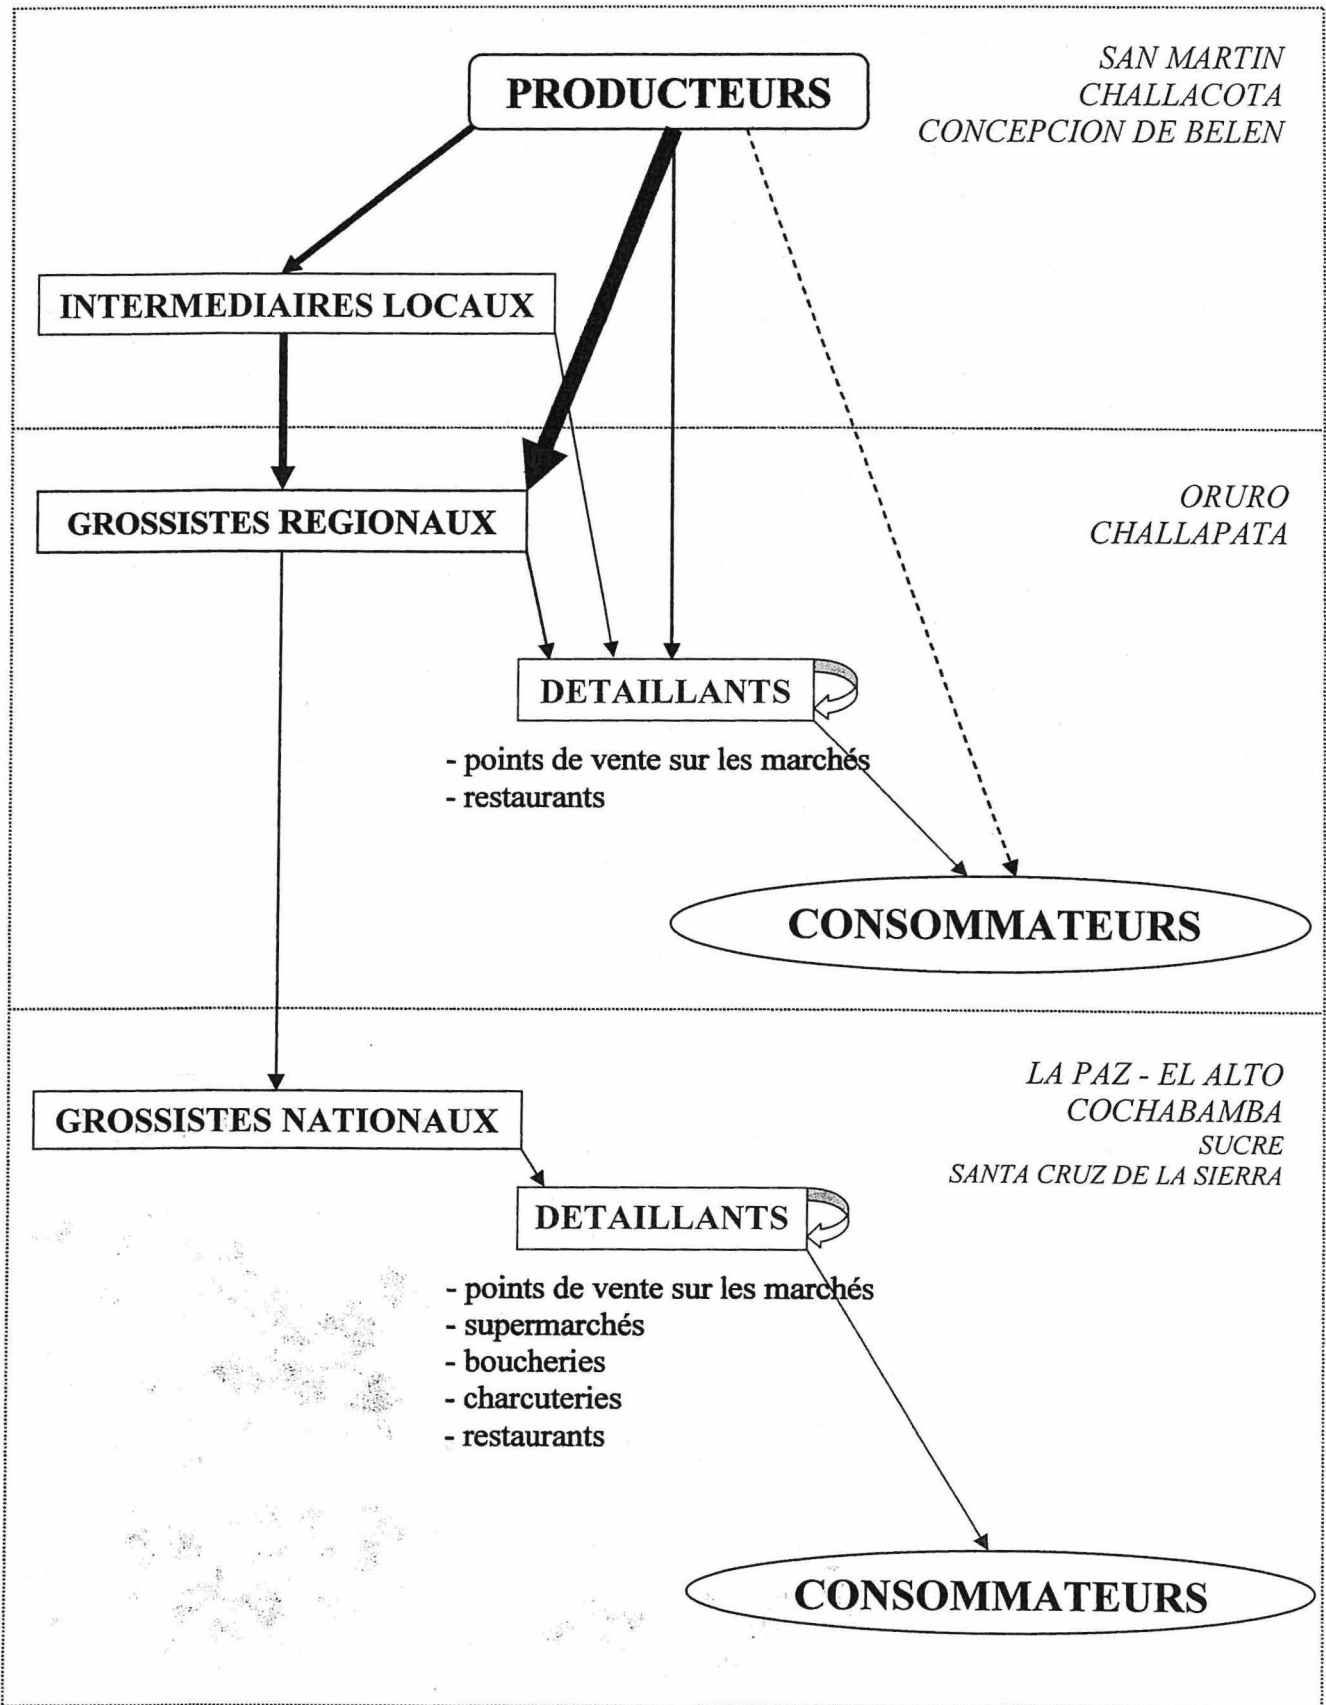 PRODUCTEURS
SAN MARTIN
CHALLACOTA
CONCEPCION DE BELEN
INTERMEDIAIRES LOCAUX
GROSSISTES REGIONAUX
ORURO
CHALLAPATA
DETAILLANTS
- points de vente sur les marchés
- restaurants
CONSOMMATEURS
LA PAZ - EL ALTO
COCHABAMBA
SUCRE
SANTA CRUZ DE LA SIERRA
GROSSISTES NATIONAUX
DETAILLANTS
- points de vente sur les marchés
- supermarchés
- boucheries
- charcuteries
- restaurants
CONSOMMATEURS